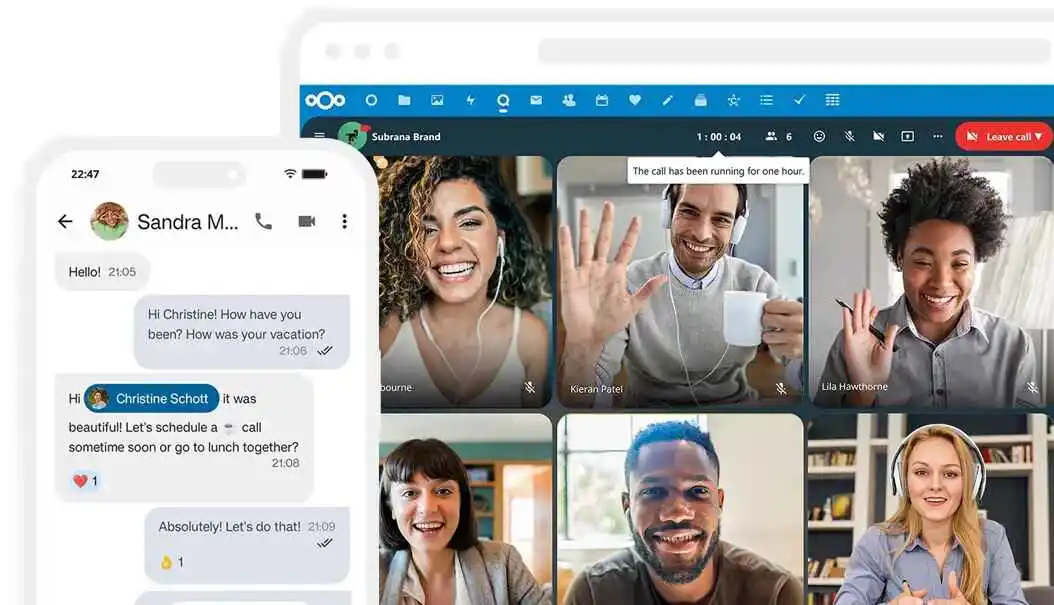 Subrana Brand
1:00:04
6
Leave call
The call has been running for one hour.
bourne
Kieran Patel
Lila Hawthorne
22:47
Sandra M...
Hello! 21:05
Hi Christine! How have you
been? How was your vacation?
21:06
Hi Christine Schott it was
beautiful! Let's schedule a ☕ call
sometime soon or go to lunch together?
21:08
❤️ 1
Absolutely! Let's do that! 21:09
👌 1